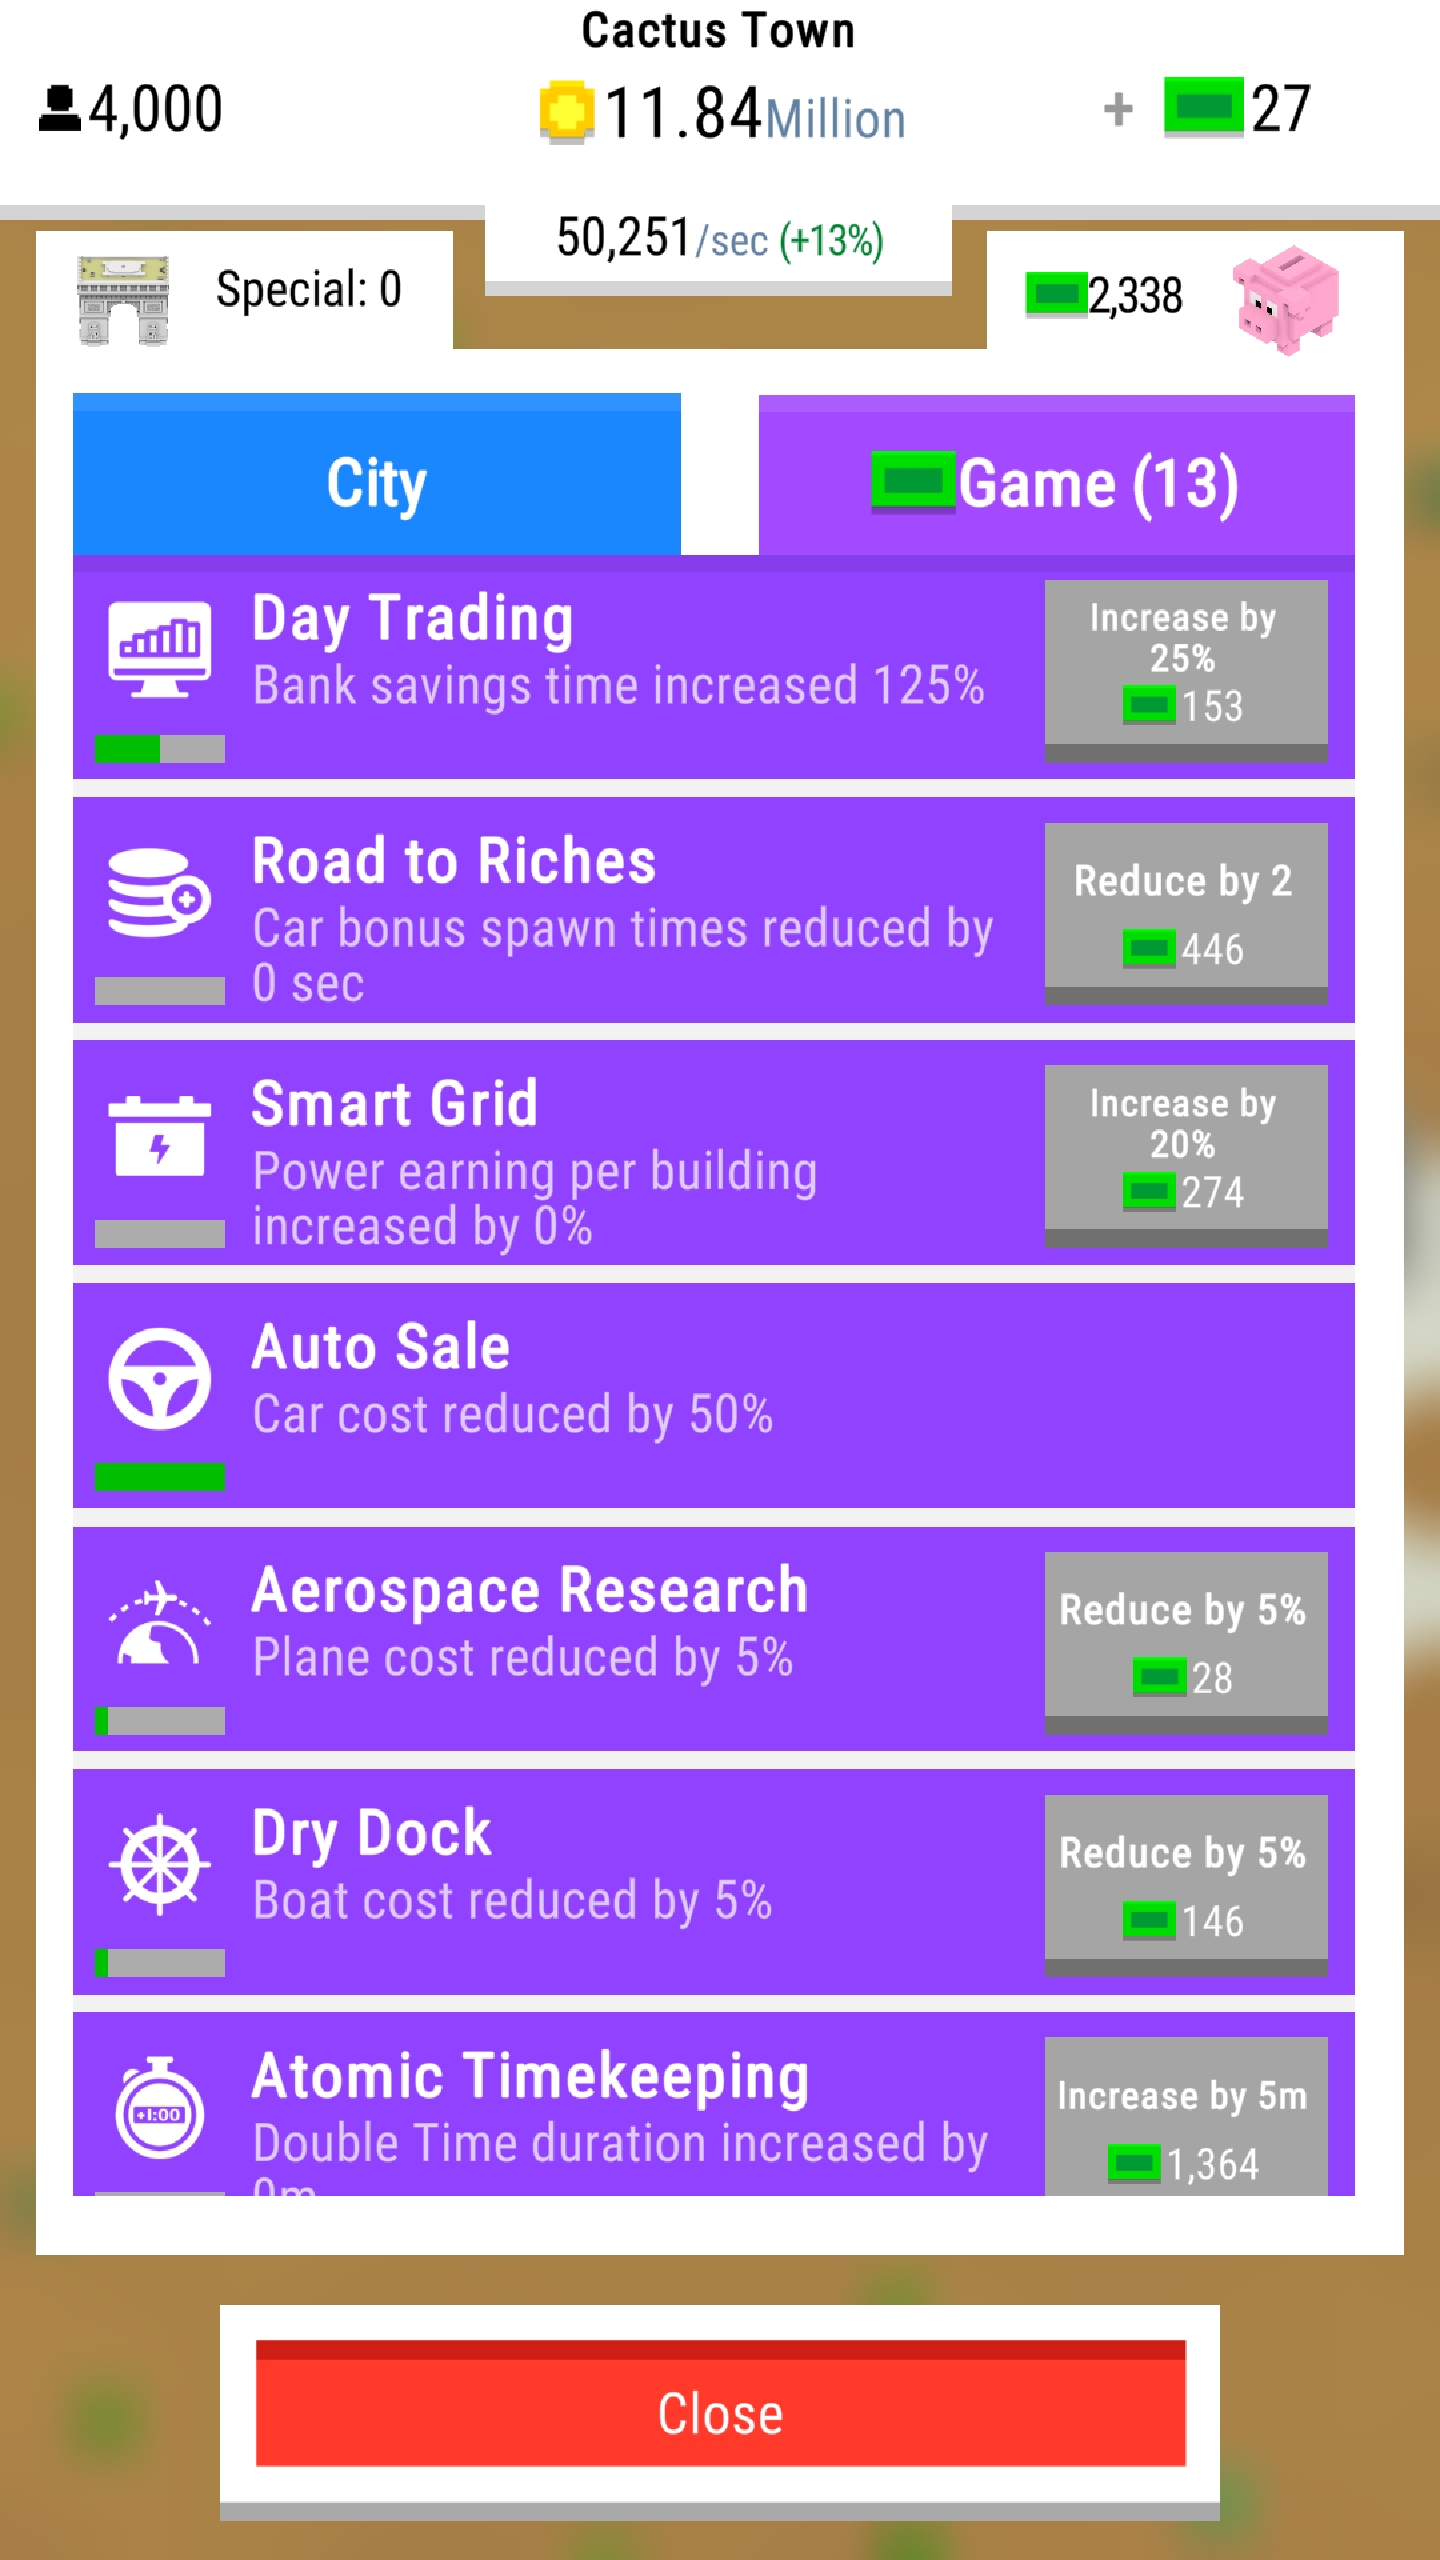 Cactus Town
4,000
11.84Million
+ 27
50,251/sec (+13%)
Special: 0
2,338
City
Game (13)
Day Trading
Bank savings time increased 125%
Increase by
25%
153
Road to Riches
Car bonus spawn times reduced by
0 sec
Reduce by 2
446
Smart Grid
Power earning per building
increased by 0%
Increase by
20%
274
Auto Sale
Car cost reduced by 50%
Aerospace Research
Plane cost reduced by 5%
Reduce by 5%
28
Dry Dock
Boat cost reduced by 5%
Reduce by 5%
146
+1:00
Atomic Timekeeping
Double Time duration increased by
0m
Increase by 5m
1,364
Close